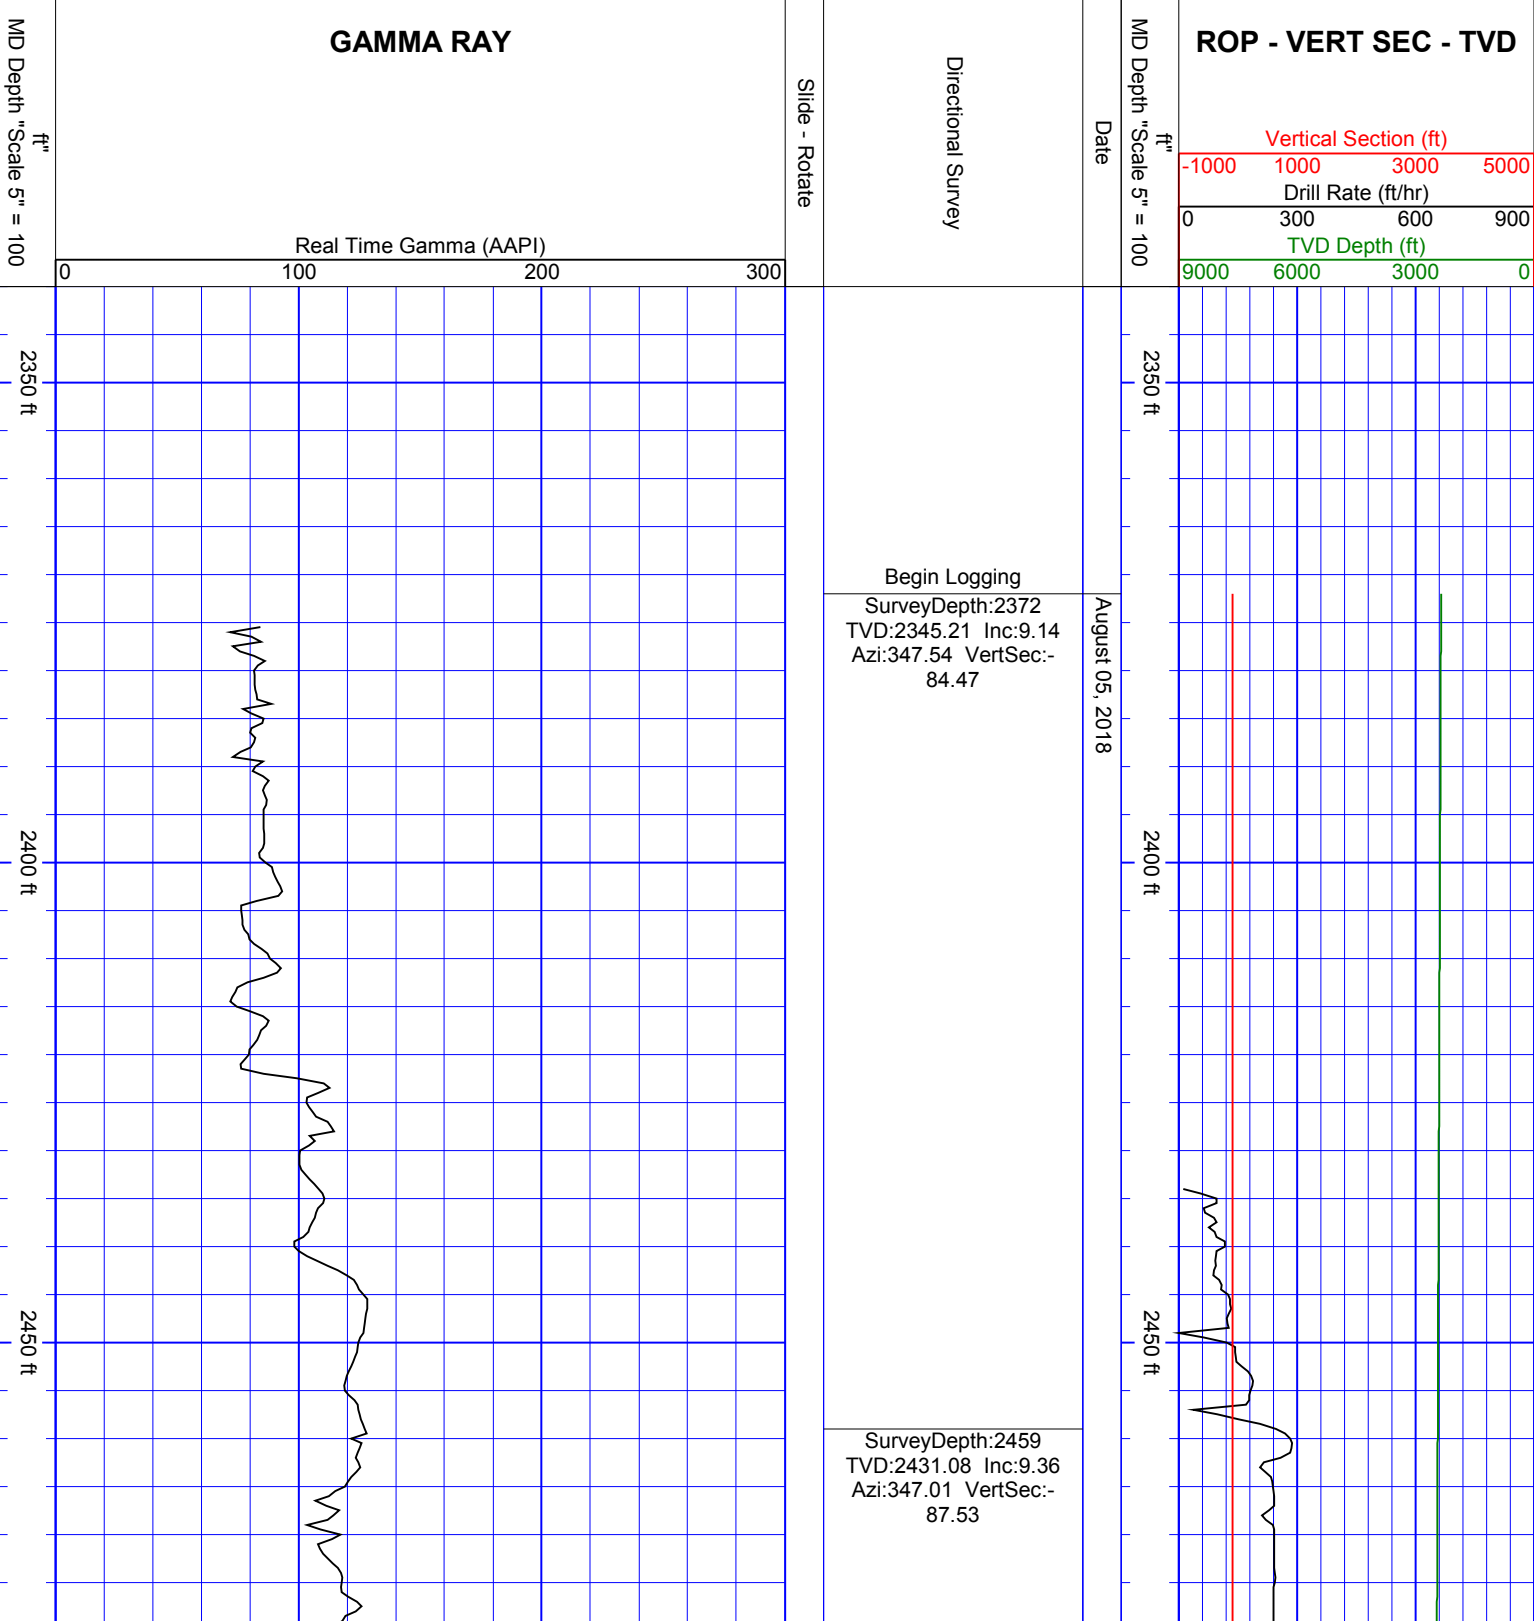 MD Depth "Scale 5" = 100
ft"
GAMMA RAY
Real Time Gamma (AAPI)
0 100 200 300
Slide - Rotate
Directional Survey
Date
MD Depth "Scale 5" = 100
ft"
ROP - VERT SEC - TVD
Vertical Section (ft)
-1000 1000 3000 5000
Drill Rate (ft/hr)
0 300 600 900
TVD Depth (ft)
9000 6000 3000 0
2350 ft
2350 ft
Begin Logging
SurveyDepth:2372
TVD:2345.21 Inc:9.14
Azi:347.54 VertSec:-
84.47
August 05, 2018
2400 ft
2400 ft
2450 ft
2450 ft
SurveyDepth:2459
TVD:2431.08 Inc:9.36
Azi:347.01 VertSec:-
87.53